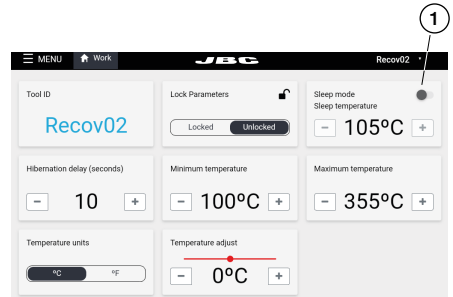 1
MENU Work JBC Recov02
Tool ID
Recov02
Lock Parameters
Locked Unlocked
Sleep mode
Sleep temperature
- 105ºC +
Hibernation delay (seconds)
- 10 +
Minimum temperature
- 100ºC +
Maximum temperature
- 355ºC +
Temperature units
ºC ºF
Temperature adjust
- 0ºC +